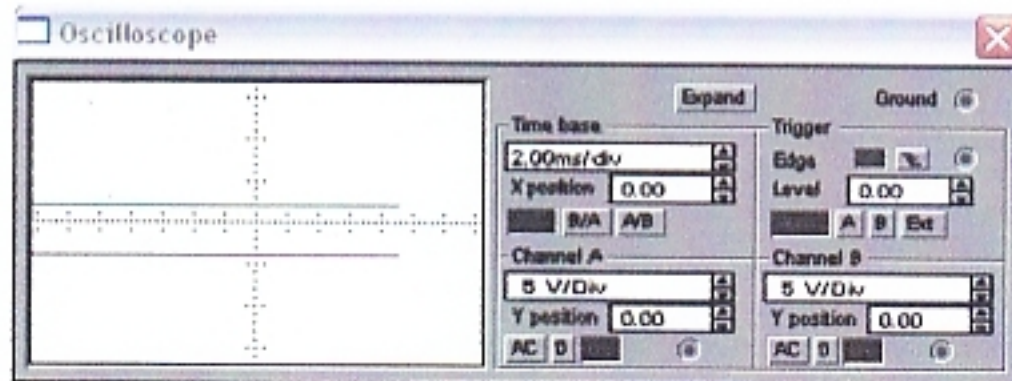 Oscilloscope
Expand
Ground
Time base
2.00ms/div
X position 0.00
B/A A/B
Trigger
Edge
Level 0.00
A B Ext
Channel A
5 V/Div
Y position 0.00
AC 0
Channel B
5 V/Div
Y position 0.00
AC 0